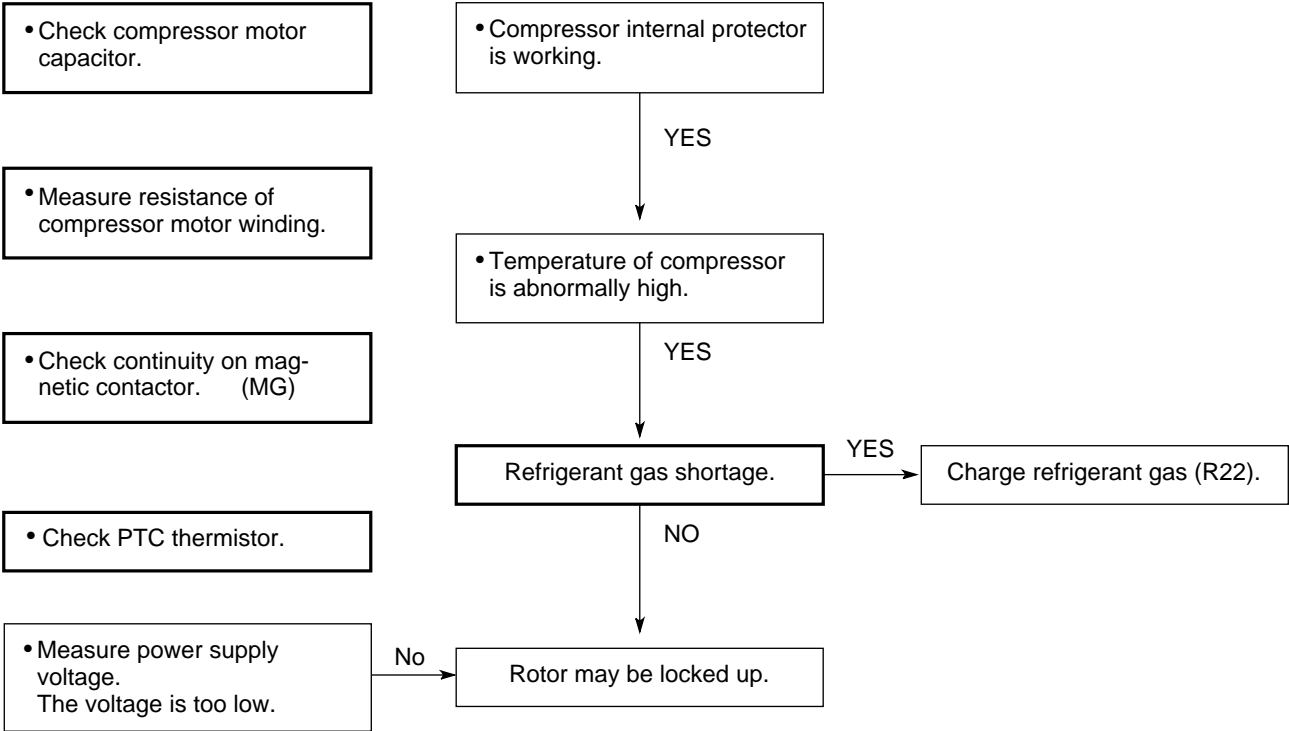 • Check compressor motor
capacitor.
• Measure resistance of
compressor motor winding.
• Check continuity on mag-
netic contactor. (MG)
• Check PTC thermistor.
• Measure power supply
voltage.
The voltage is too low.
No
• Compressor internal protector
is working.
YES
• Temperature of compressor
is abnormally high.
YES
Refrigerant gas shortage.
YES
Charge refrigerant gas (R22).
NO
Rotor may be locked up.